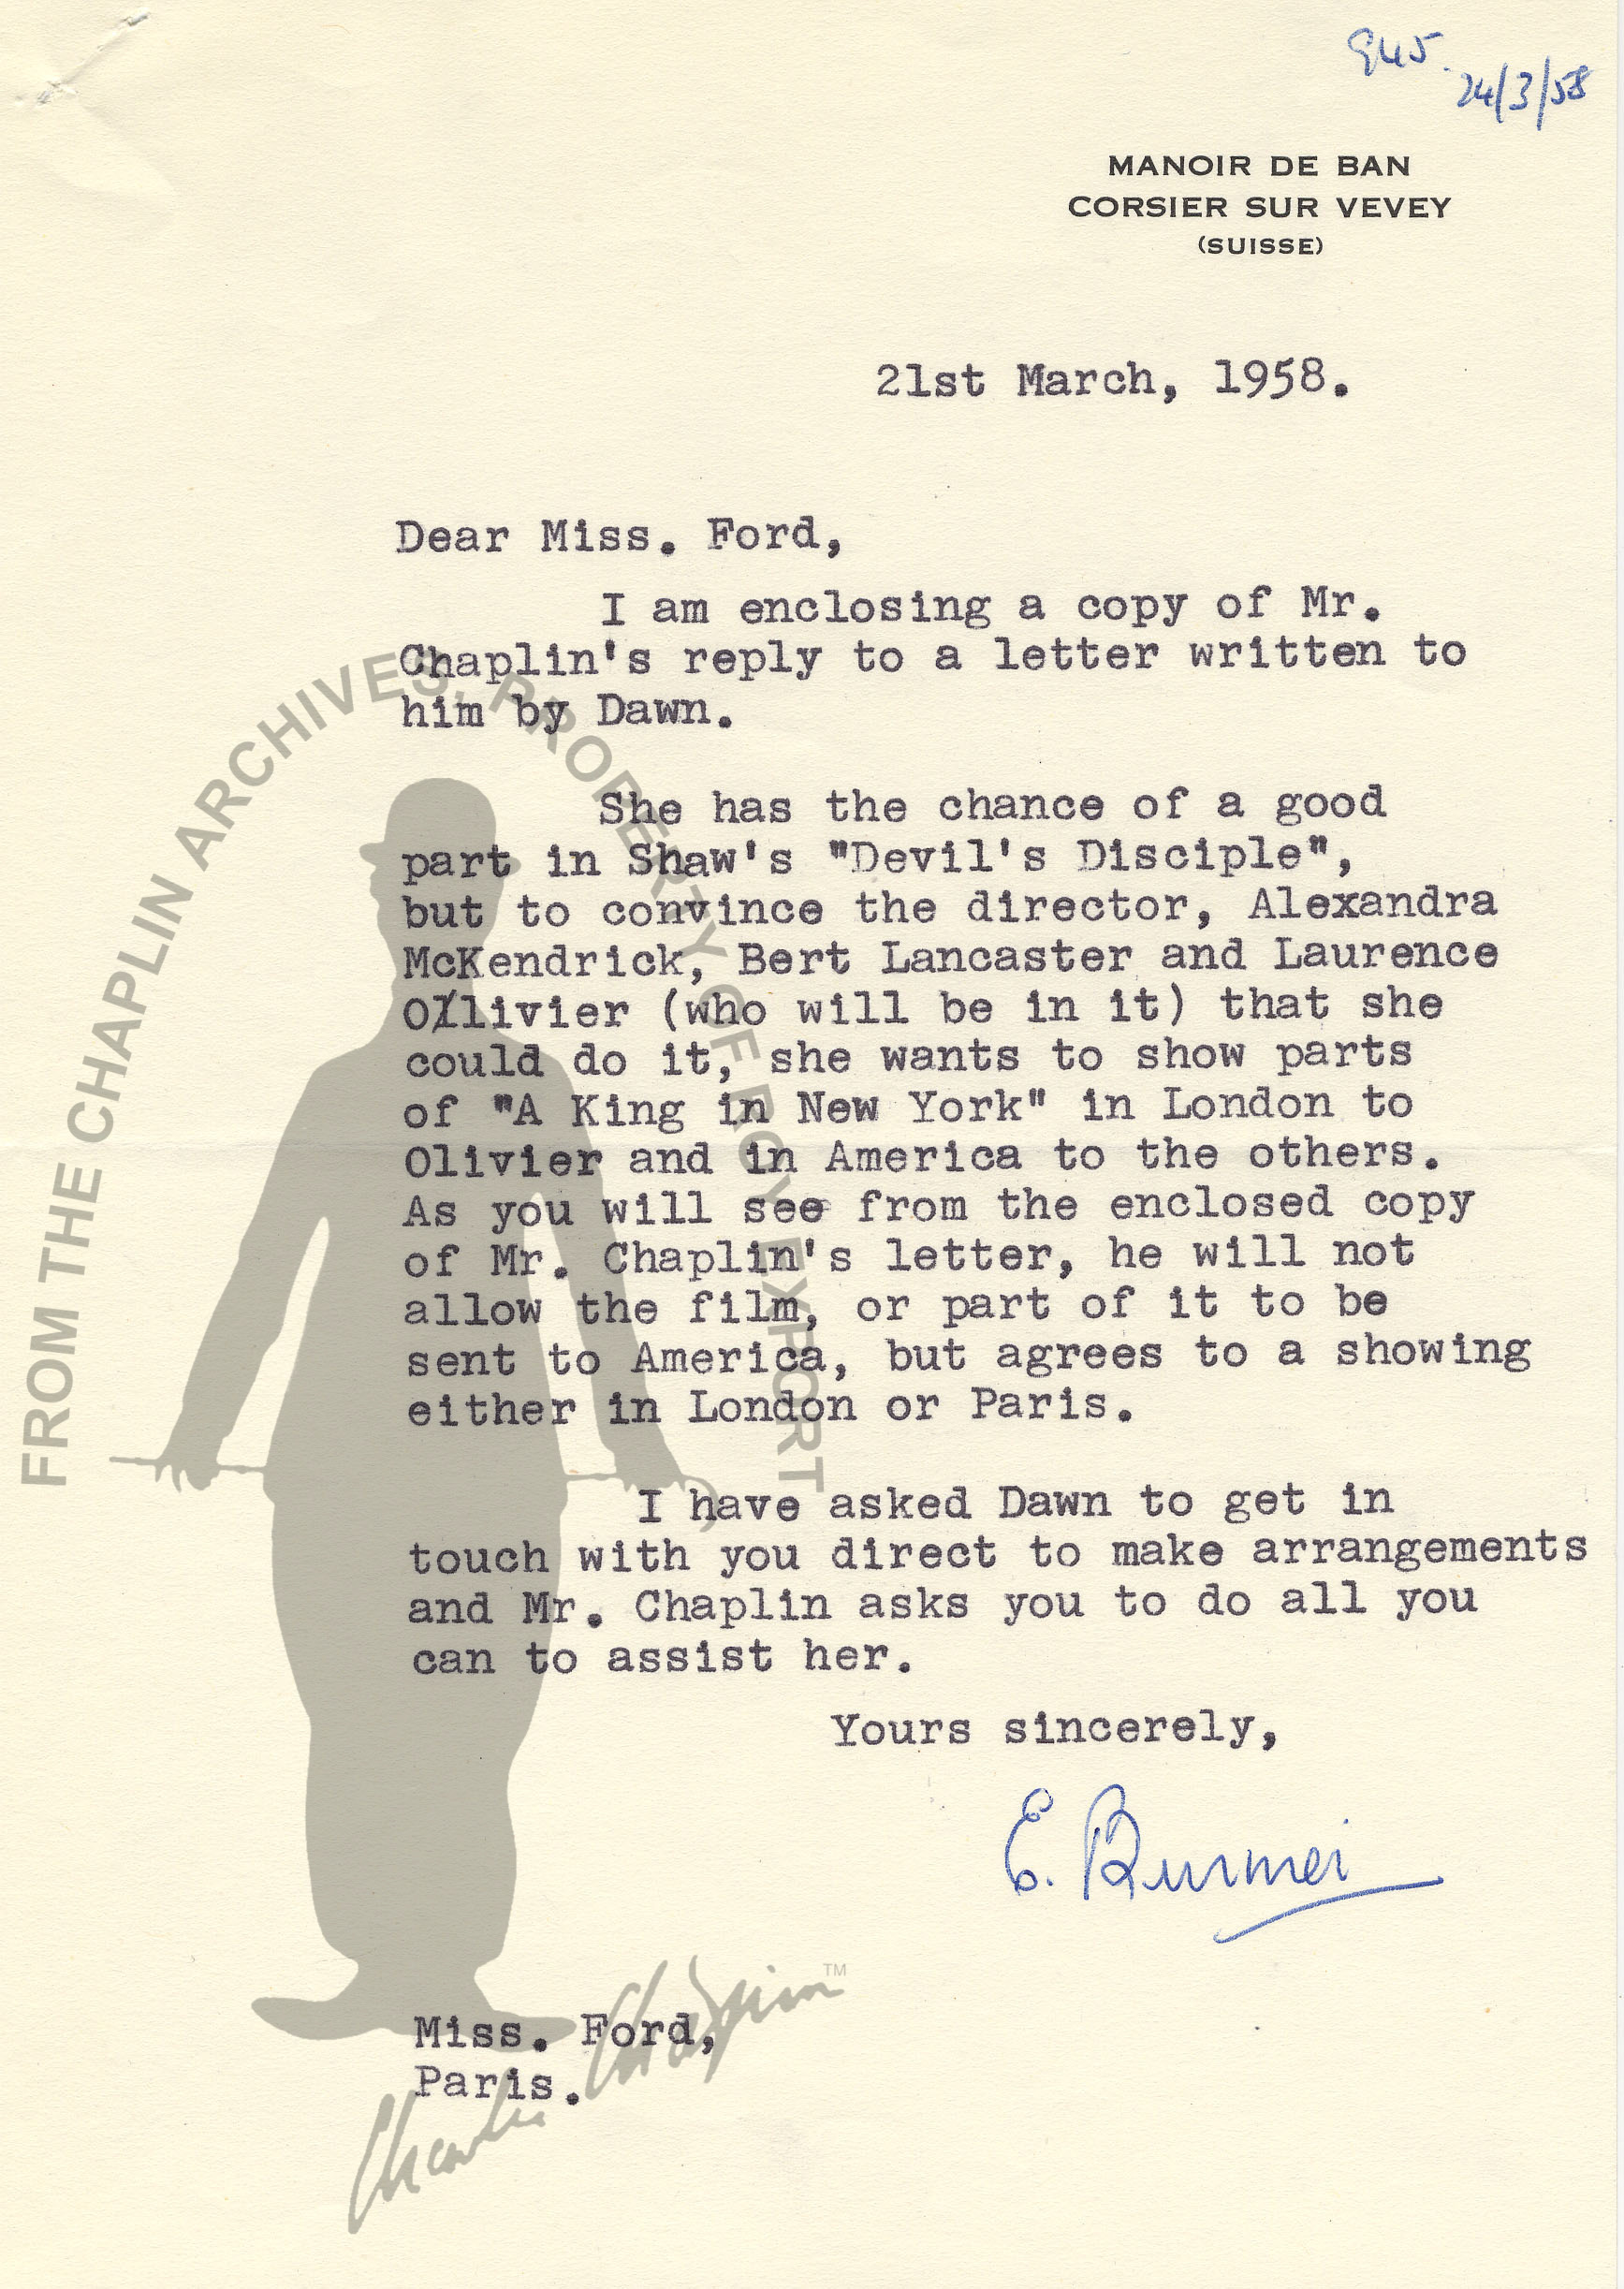 945.
24/3/58
MANOIR DE BAN
CORSIER SUR VEVEY
(SUISSE)
21st March, 1958.
Dear Miss. Ford,
I am enclosing a copy of Mr.
Chaplin's reply to a letter written to
him by Dawn.
She has the chance of a good
part in Shaw's "Devil's Disciple",
but to convince the director, Alexandra
McKendrick, Bert Lancaster and Laurence
Ollivier (who will be in it) that she
could do it, she wants to show parts
of "A King in New York" in London to
Olivier and in America to the others.
As you will see from the enclosed copy
of Mr. Chaplin's letter, he will not
allow the film, or part of it to be
sent to America, but agrees to a showing
either in London or Paris.
I have asked Dawn to get in
touch with you direct to make arrangements
and Mr. Chaplin asks you to do all you
can to assist her.
Yours sincerely,
E.
Miss. Ford,
Paris.
FROM THE CHAPLIN ARCHIVES, PROPERTY OF ROY EXPORT
Charlie Chaplin TM